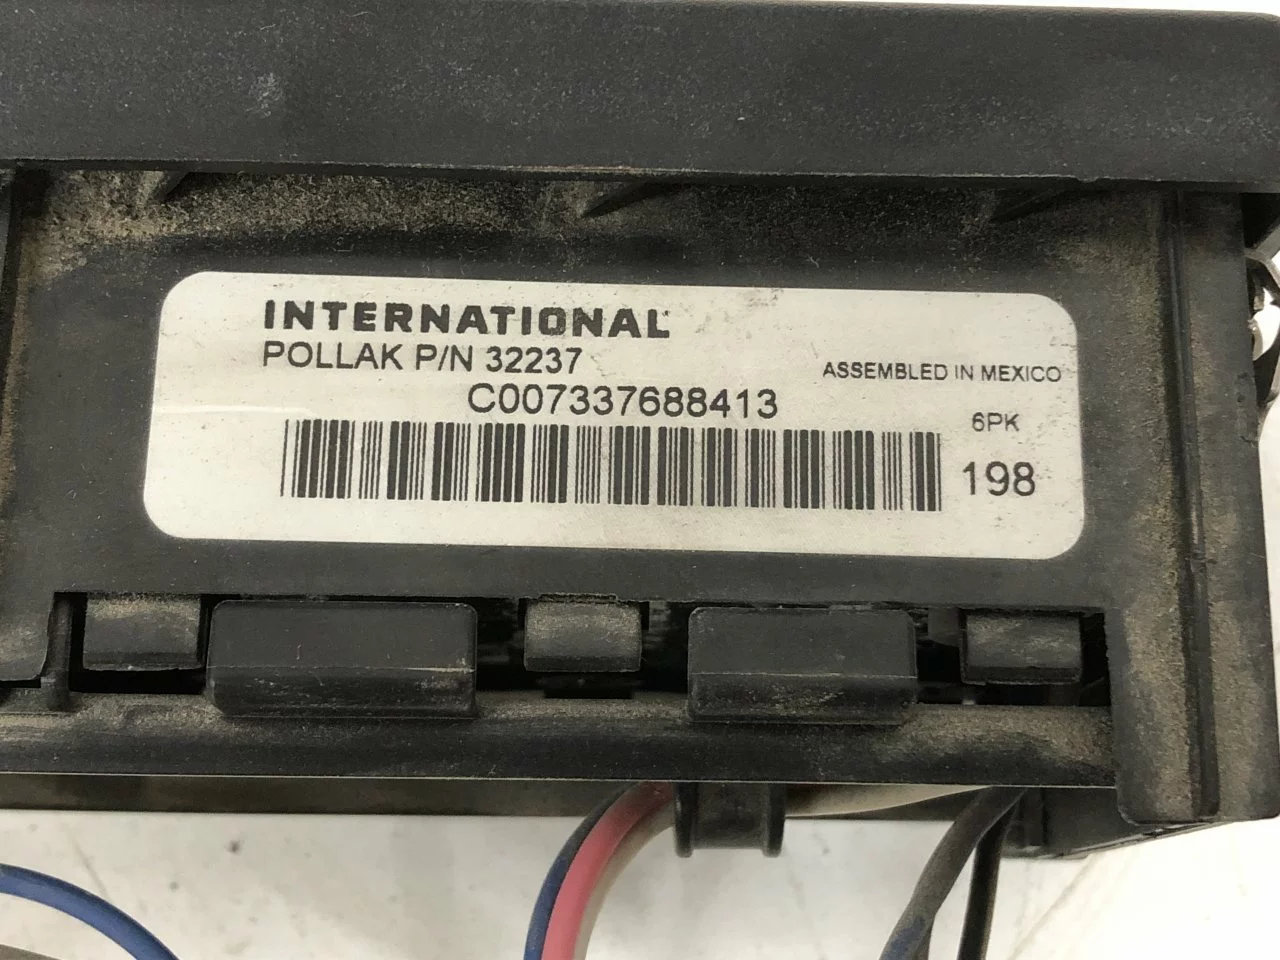 INTERNATIONAL
POLLAK P/N 32237
ASSEMBLED IN MEXICO
C007337688413
6PK
198